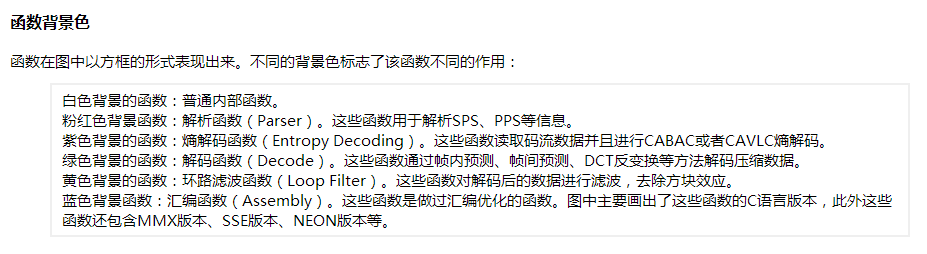 函数背景色
函数在图中以方框的形式表现出来。不同的背景色标志了该函数不同的作用：
白色背景的函数：普通内部函数。
粉红色背景函数：解析函数（Parser）。这些函数用于解析SPS、PPS等信息。
紫色背景的函数：熵解码函数（Entropy Decoding）。这些函数读取码流数据并且进行CABAC或者CAVLC熵解码。
绿色背景的函数：解码函数（Decode）。这些函数通过帧内预测、帧间预测、DCT反变换等方法解码压缩数据。
黄色背景的函数：环路滤波函数（Loop Filter）。这些函数对解码后的数据进行滤波，去除方块效应。
蓝色背景函数：汇编函数（Assembly）。这些函数是做过汇编优化的函数。图中主要画出了这些函数的C语言版本，此外这些
函数还包含MMX版本、SSE版本、NEON版本等。